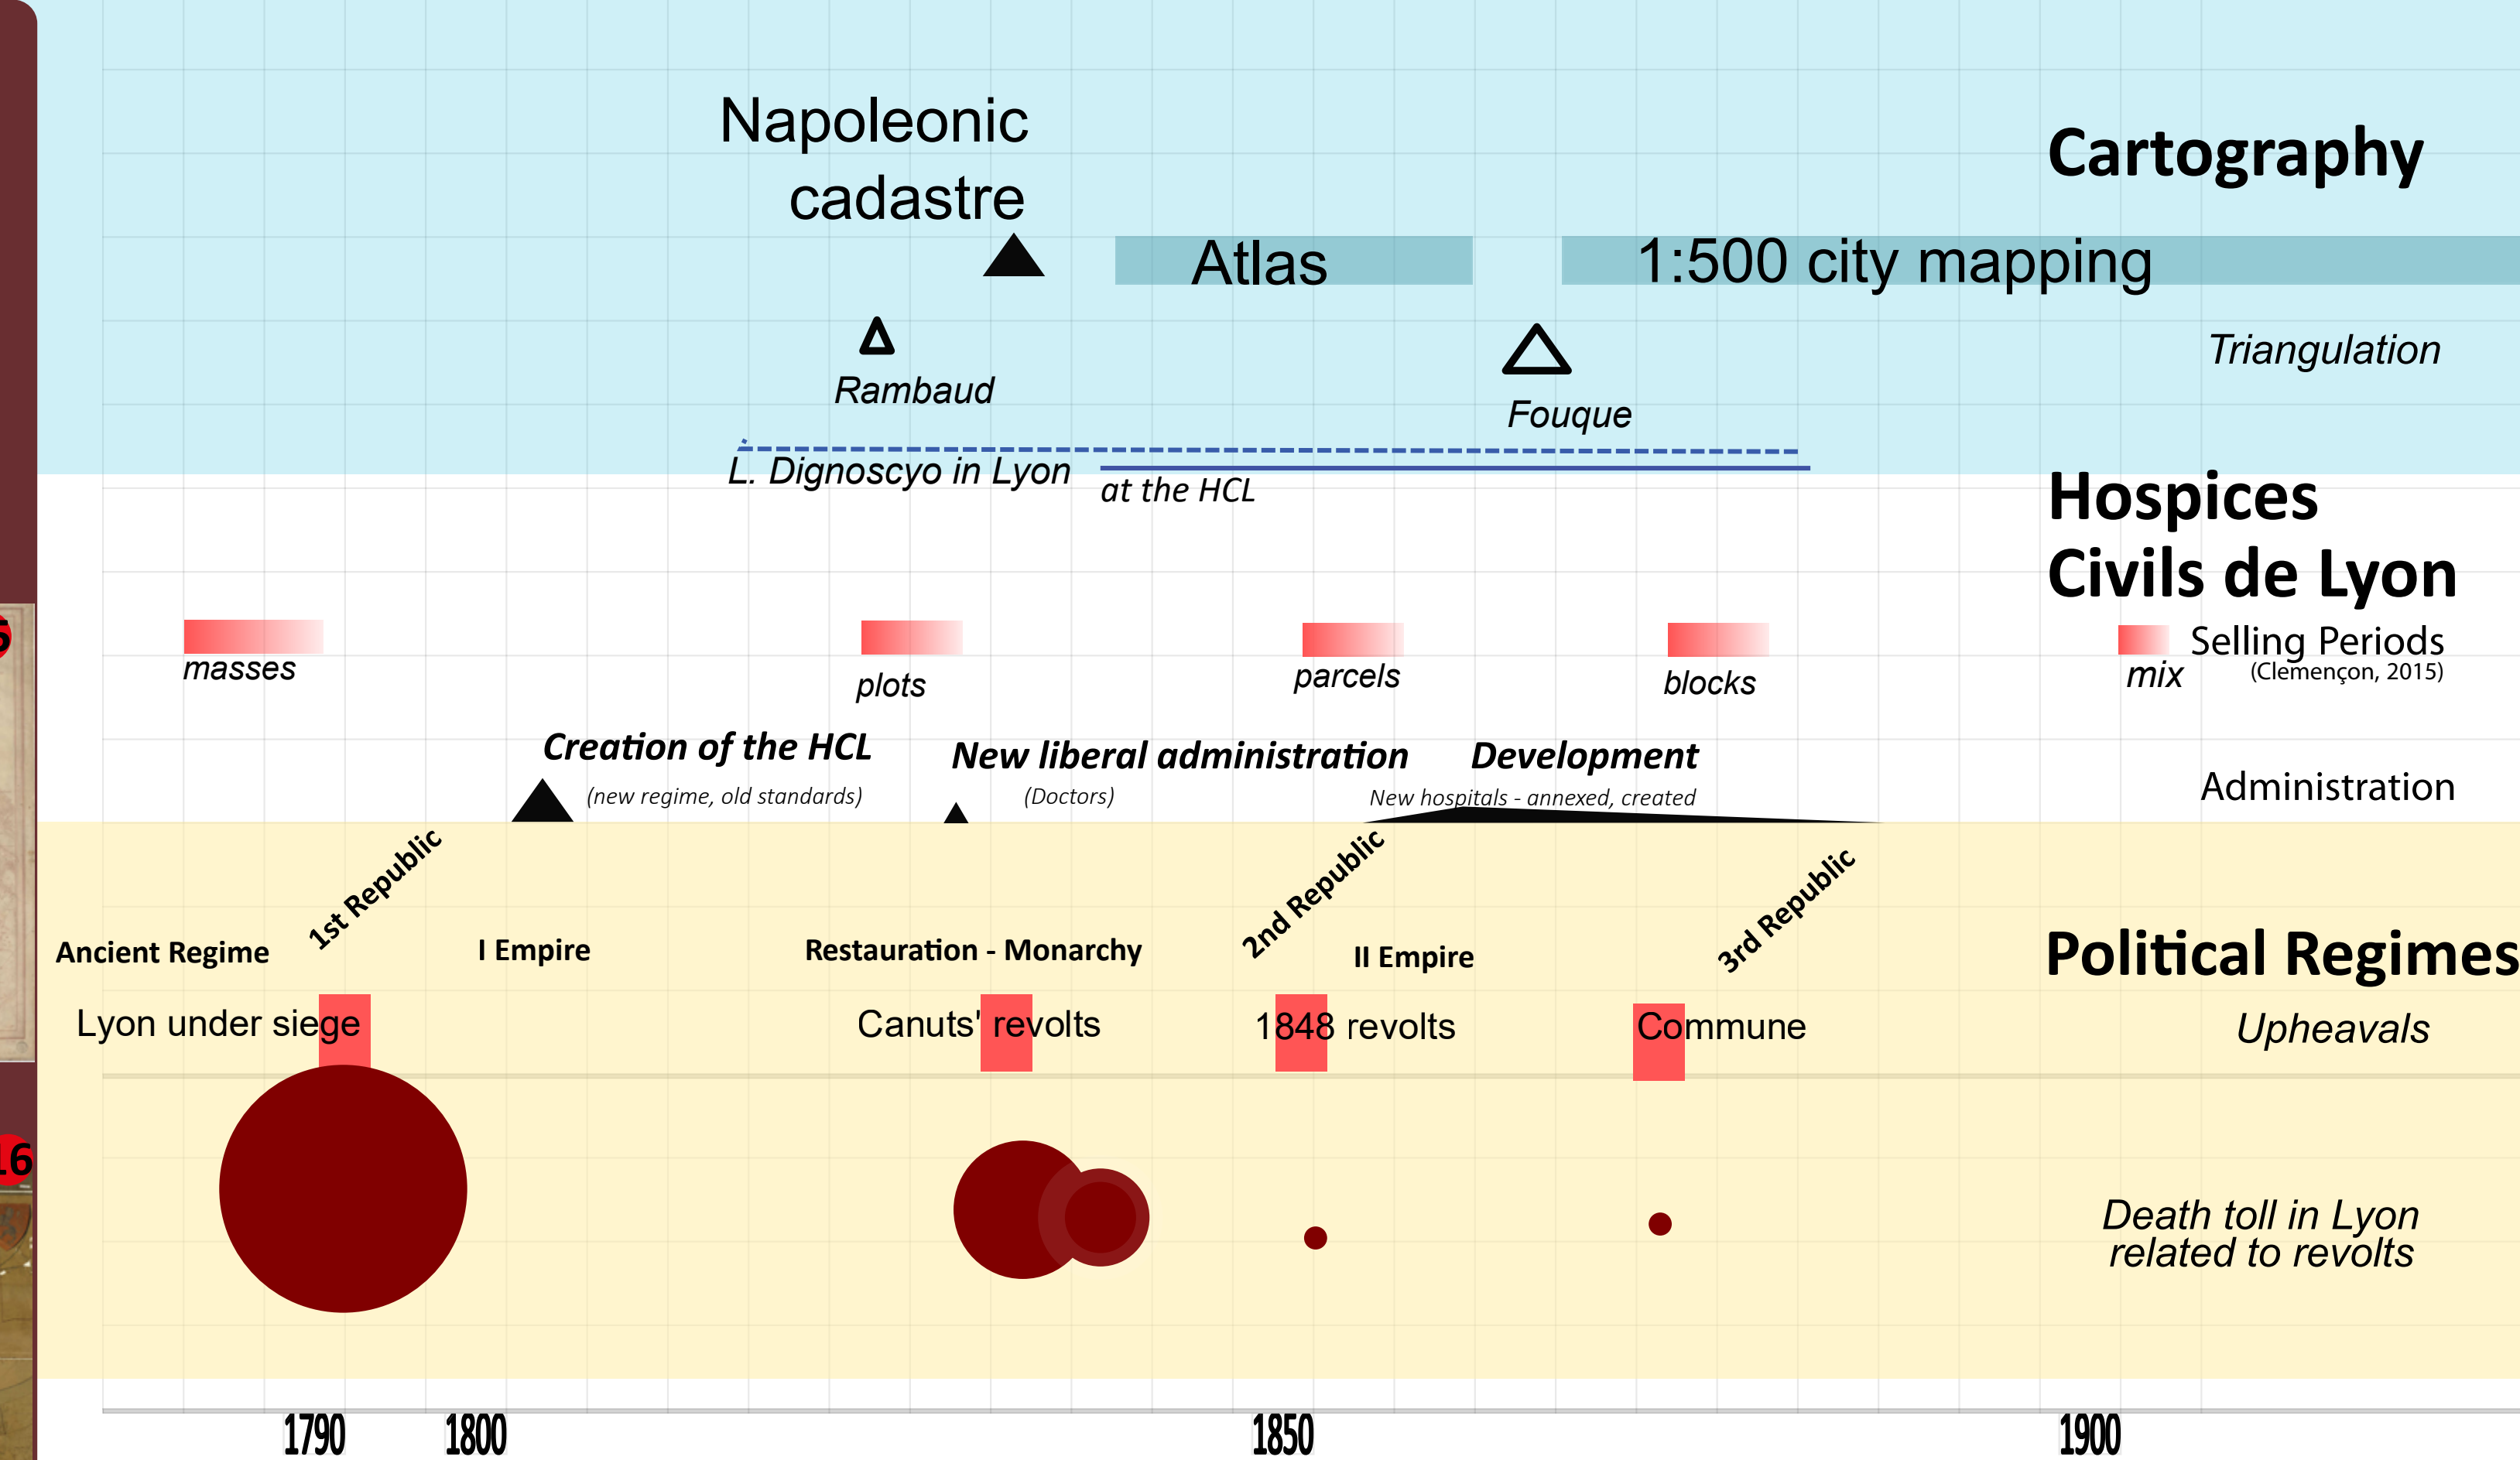 Napoleonic
cadastre
Cartography
Atlas
1:500 city mapping
Triangulation
Rambaud
Fouque
L. Dignoscyo in Lyon
at the HCL
Hospices
Civils de Lyon
masses
plots
parcels
blocks
mix
Selling Periods
(Clemençon, 2015)
Creation of the HCL
(new regime, old standards)
New liberal administration
(Doctors)
Development
New hospitals - annexed, created
Administration
Ancient Regime
1st Republic
I Empire
Restauration - Monarchy
2nd Republic
II Empire
3rd Republic
Political Regimes
Lyon under siege
Canuts' revolts
1848 revolts
Commune
Upheavals
16
Death toll in Lyon
related to revolts
1790
1800
1850
1900